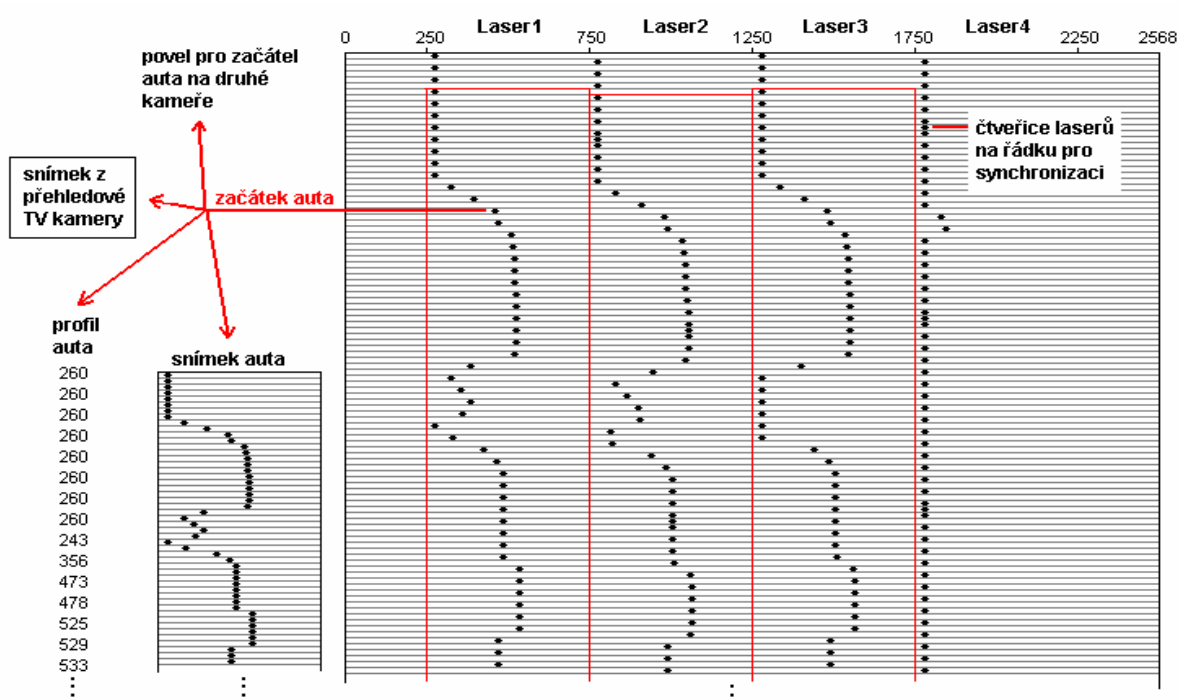 Laser1 Laser2 Laser3 Laser4
0 250 750 1250 1750 2250 2568
povel pro začátel
auta na druhé
kameře
čtveřice laserů
na řádku pro
synchronizaci
snímek z
přehledové
TV kamery
začátek auta
profil
auta
snímek auta
260
260
260
260
260
260
260
260
243
356
473
478
525
529
533